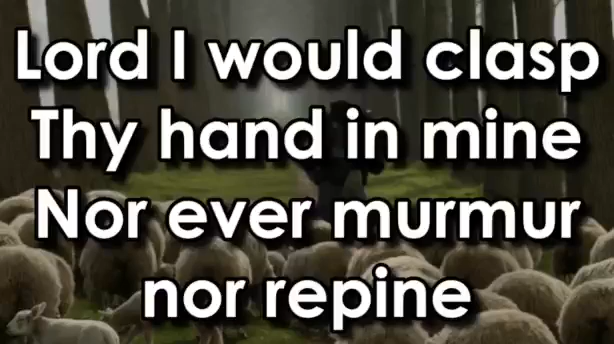 Lord I would clasp
Thy hand in mine
Nor ever murmur
nor repine